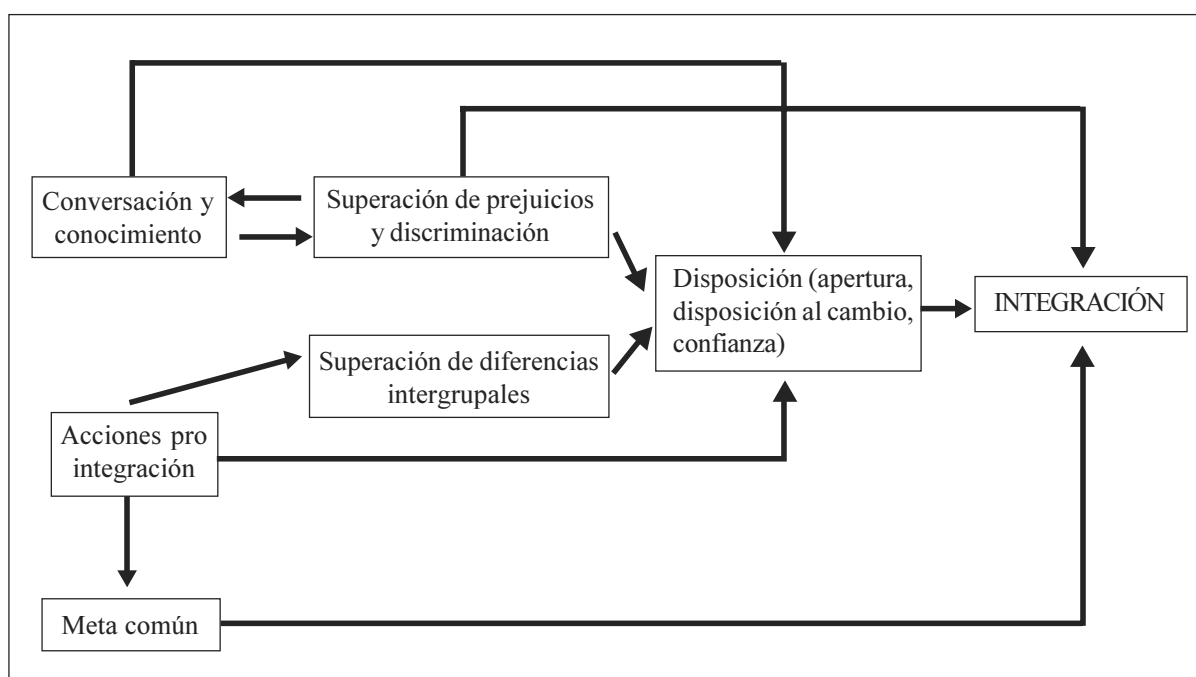 Conversación y
conocimiento
Superación de prejuicios
y discriminación
Disposición (apertura,
disposición al cambio,
confianza)
INTEGRACIÓN
Superación de diferencias
intergrupales
Acciones pro
integración
Meta común